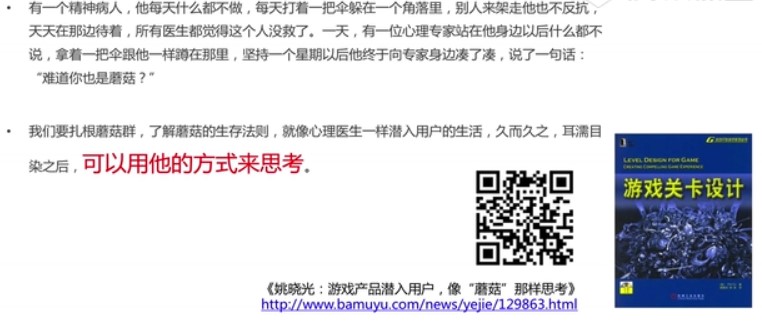 • 有一个精神病人，他每天什么都不做，每天打着一把伞躲在一个角落里，别人来架走他也不反抗，
天天在那边待着，所有医生都觉得这个人没救了。一天，有一位心理专家站在他身边以后什么都不
说，拿着一把伞跟他一样蹲在那里，坚持一个星期以后他终于向专家身边凑了凑，说了一句话：
“难道你也是蘑菇？”
• 我们要扎根蘑菇群，了解蘑菇的生存法则，就像心理医生一样潜入用户的生活，久而久之，耳濡目
染之后，可以用他的方式来思考。
LEVEL DESIGN FOR GAME
CREATING COMPELLING GAME EXPERIENCE
游戏关卡设计
《姚晓光：游戏产品潜入用户，像“蘑菇”那样思考》
http://www.bamuyu.com/news/yejie/129863.html